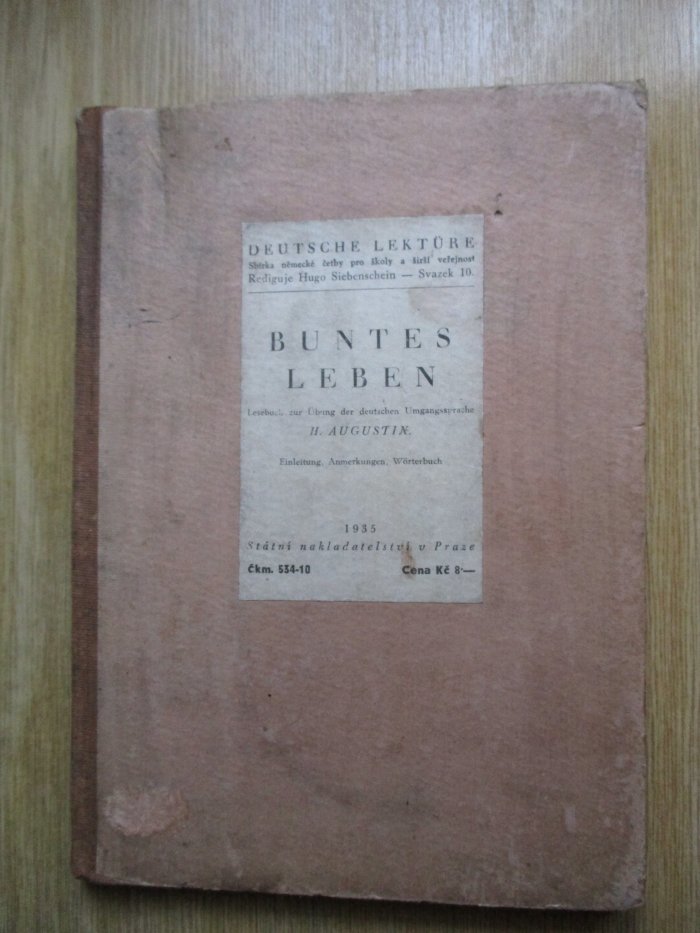 DEUTSCHE LEKTÜRE
Sbírka německé četby pro školy a širší veřejnost
Rediguje Hugo Siebenschein — Svazek 10.
BUNTES
LEBEN
Lesebuch zur Übung der deutschen Umgangssprache
H. AUGUSTIN.
Einleitung, Anmerkungen, Wörterbuch
1935
Státní nakladatelství v Praze
čkm. 534-10 Cena Kč 8·—